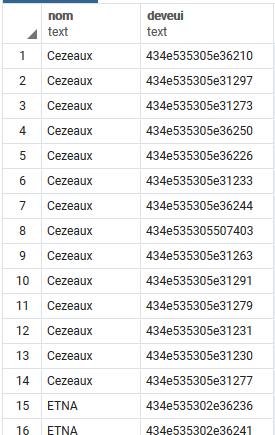 nom deveui
text text
1 Cezeaux 434e535305e36210
2 Cezeaux 434e535305e31297
3 Cezeaux 434e535305e31273
4 Cezeaux 434e535305e36250
5 Cezeaux 434e535305e36226
6 Cezeaux 434e535305e31233
7 Cezeaux 434e535305e36244
8 Cezeaux 434e535305507403
9 Cezeaux 434e535305e31263
10 Cezeaux 434e535305e31291
11 Cezeaux 434e535305e31279
12 Cezeaux 434e535305e31231
13 Cezeaux 434e535305e31230
14 Cezeaux 434e535305e31277
15 ETNA 434e535302e36236
16 ETNA 434e535302e36241